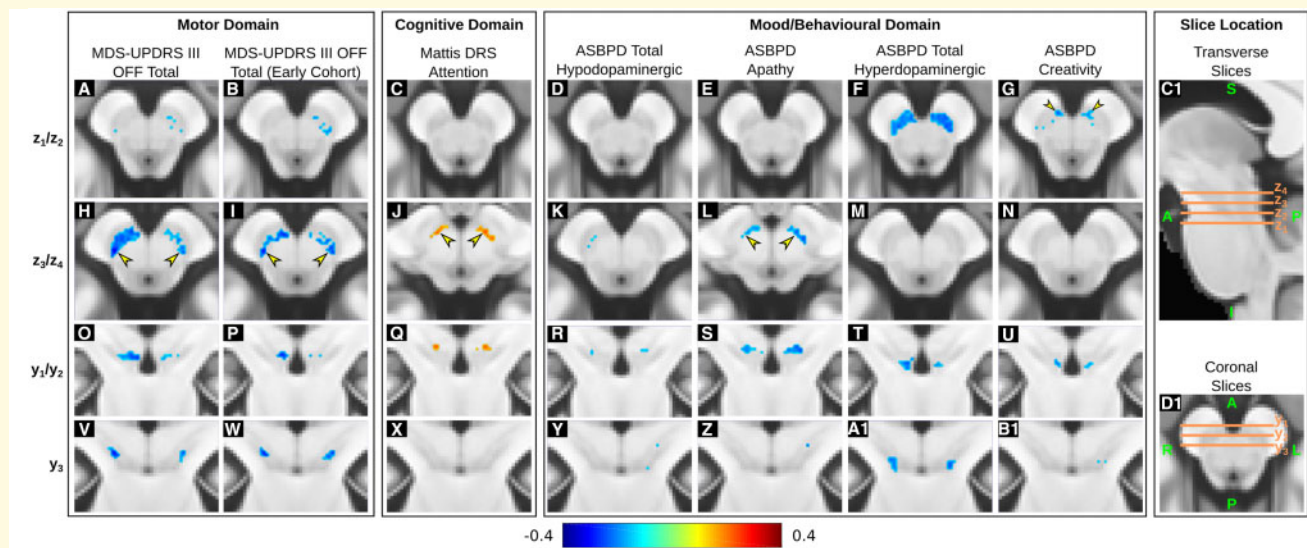 Motor Domain
Cognitive Domain
Mood/Behavioural Domain
Slice Location
MDS-UPDRS III
OFF Total
MDS-UPDRS III OFF
Total (Early Cohort)
Mattis DRS
Attention
ASBPD Total
Hypodopaminergic
ASBPD
Apathy
ASBPD Total
Hyperdopaminergic
ASBPD
Creativity
Transverse
Slices
z1/z2
A
B
C
D
E
F
G
C1
S
z4
z3
z2
z1
A
P
I
z3/z4
H
I
J
K
L
M
N
y1/y2
O
P
Q
R
S
T
U
Coronal
Slices
y3
V
W
X
Y
Z
A1
B1
D1
A
y3
R
L
P
-0.4
0.4